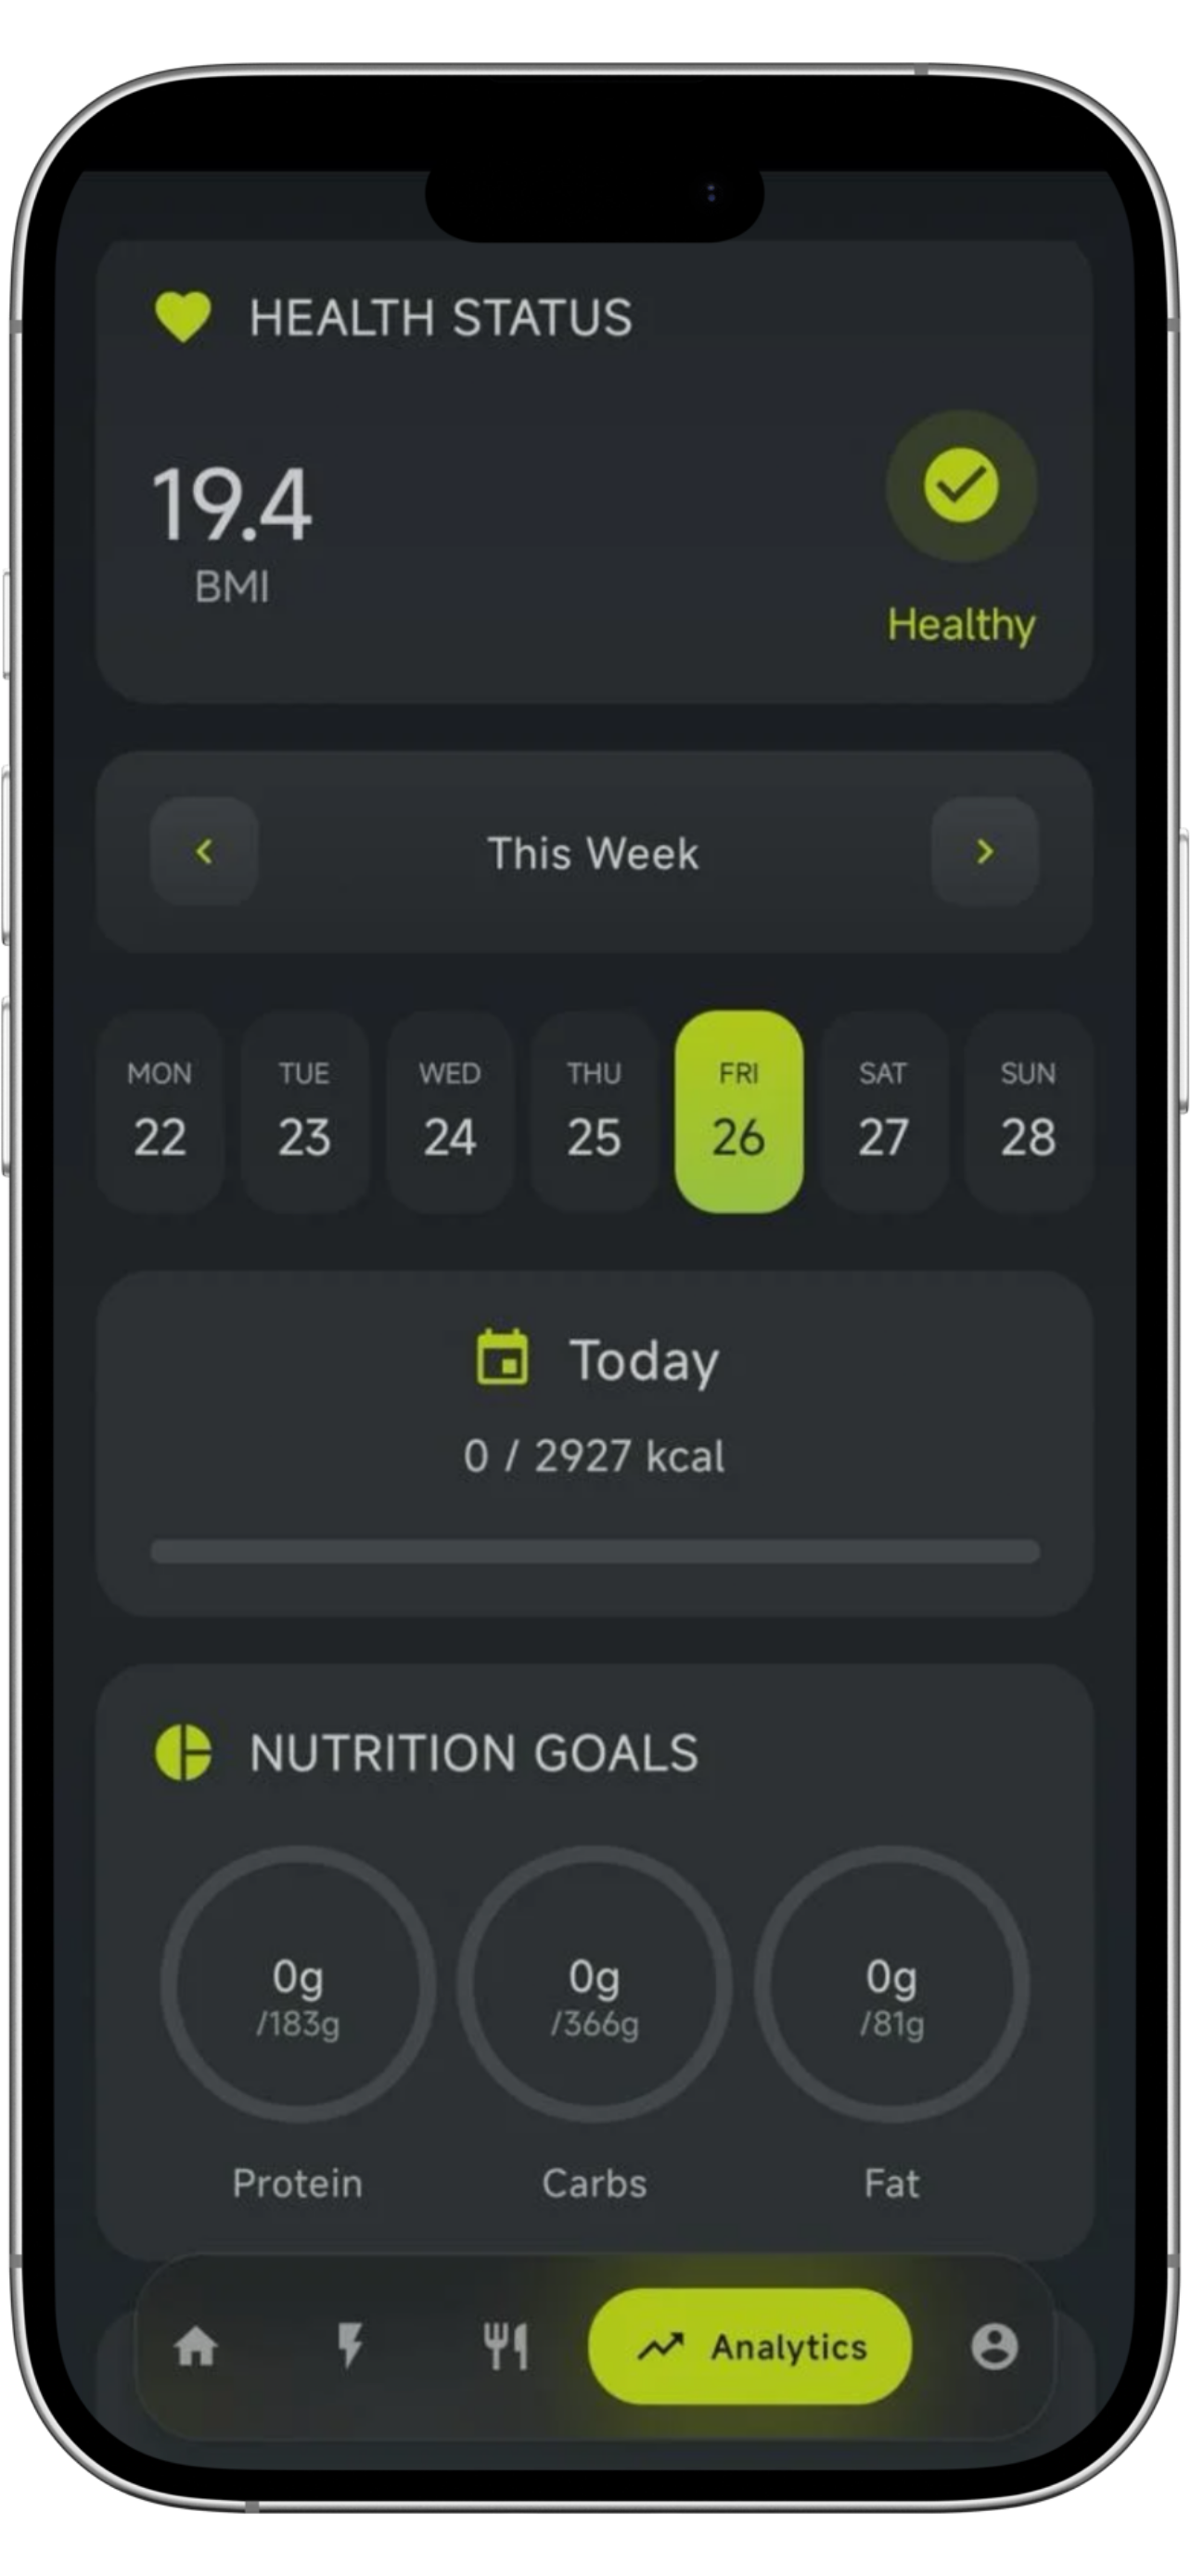 HEALTH STATUS
19.4
BMI
Healthy
This Week
MON TUE WED THU FRI SAT SUN
22 23 24 25 26 27 28
Today
0 / 2927 kcal
NUTRITION GOALS
0g 0g 0g
/183g /366g /81g
Protein Carbs Fat
Analytics